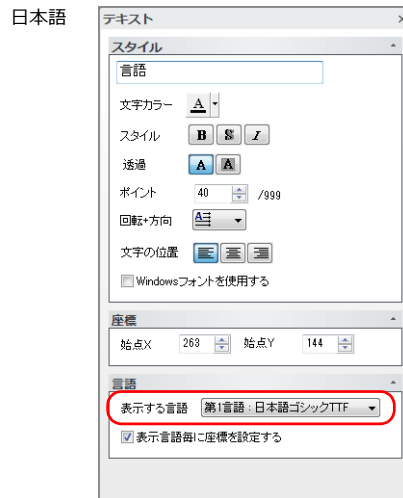 日本語
テキスト
スタイル
言語
文字カラー A
スタイル B S I
透過 A A
ポイント 40 /999
回転+方向 A
文字の位置
Windowsフォントを使用する
座標
始点X 263 始点Y 144
言語
表示する言語 第1言語:日本語ゴシックTTF
表示言語毎に座標を設定する